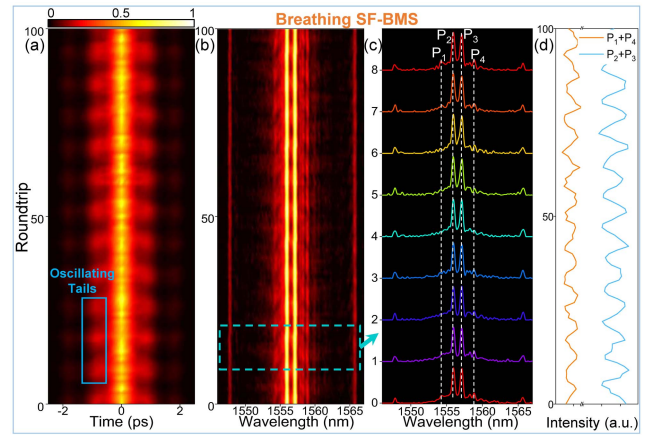 Breathing SF-BMS
0 0.5 1
(a) (b) (c) (d)
P₂ P₃
P₁ P₄
P₁+P₄
P₂+P₃
Roundtrip
100
50
0
Oscillating
Tails
-2 0 2
Time (ps)
100
50
0
1550 1555 1560 1565
Wavelength (nm)
8
7
6
5
4
3
2
1
0
1550 1555 1560 1565
Wavelength (nm)
100
50
0
Intensity (a.u.)